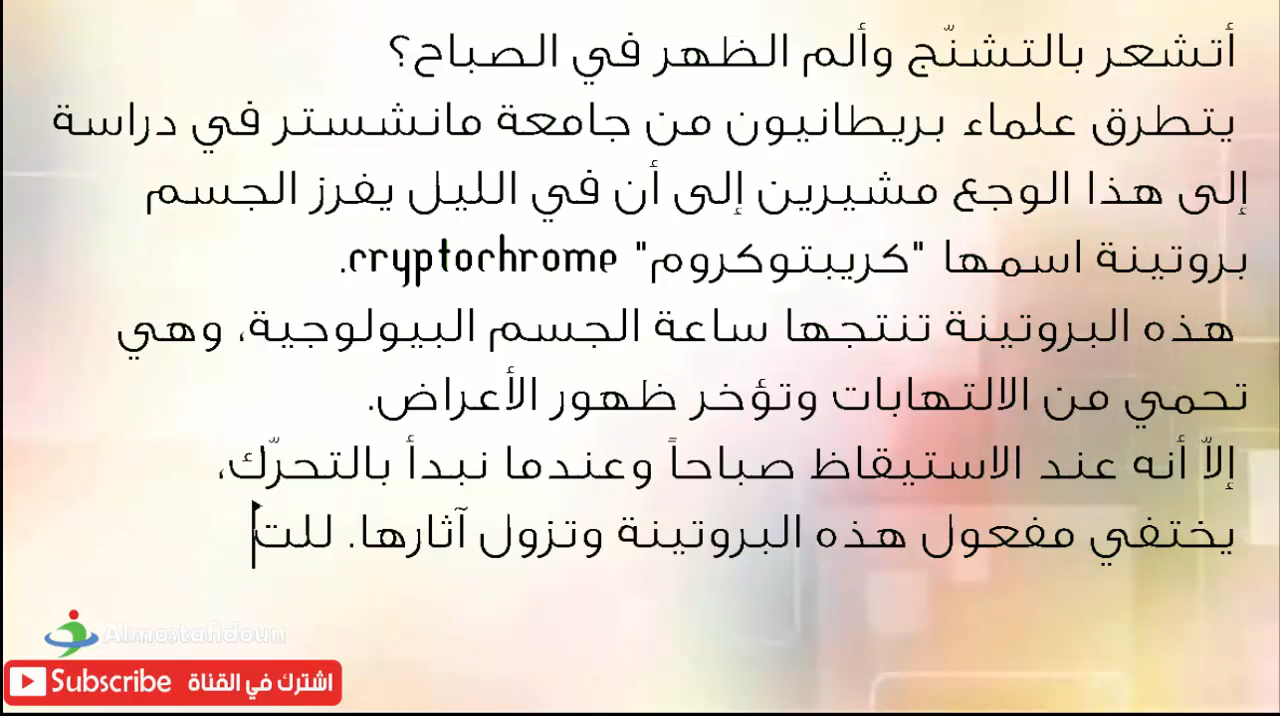 أتشعر بالتشنّج وألم الظهر في الصباح؟
يتطرق علماء بريطانيون من جامعة مانشستر في دراسة
إلى هذا الوجع مشيرين إلى أن في الليل يفرز الجسم
بروتينة اسمها "كريبتوكروم" cryptochrome.
هذه البروتينة تنتجها ساعة الجسم البيولوجية، وهي
تحمي من الالتهابات وتؤخر ظهور الأعراض.
إلاّ أنه عند الاستيقاظ صباحاً وعندما نبدأ بالتحرّك،
يختفي مفعول هذه البروتينة وتزول آثارها. للت
Almostafidoun
Subscribe اشترك في القناة